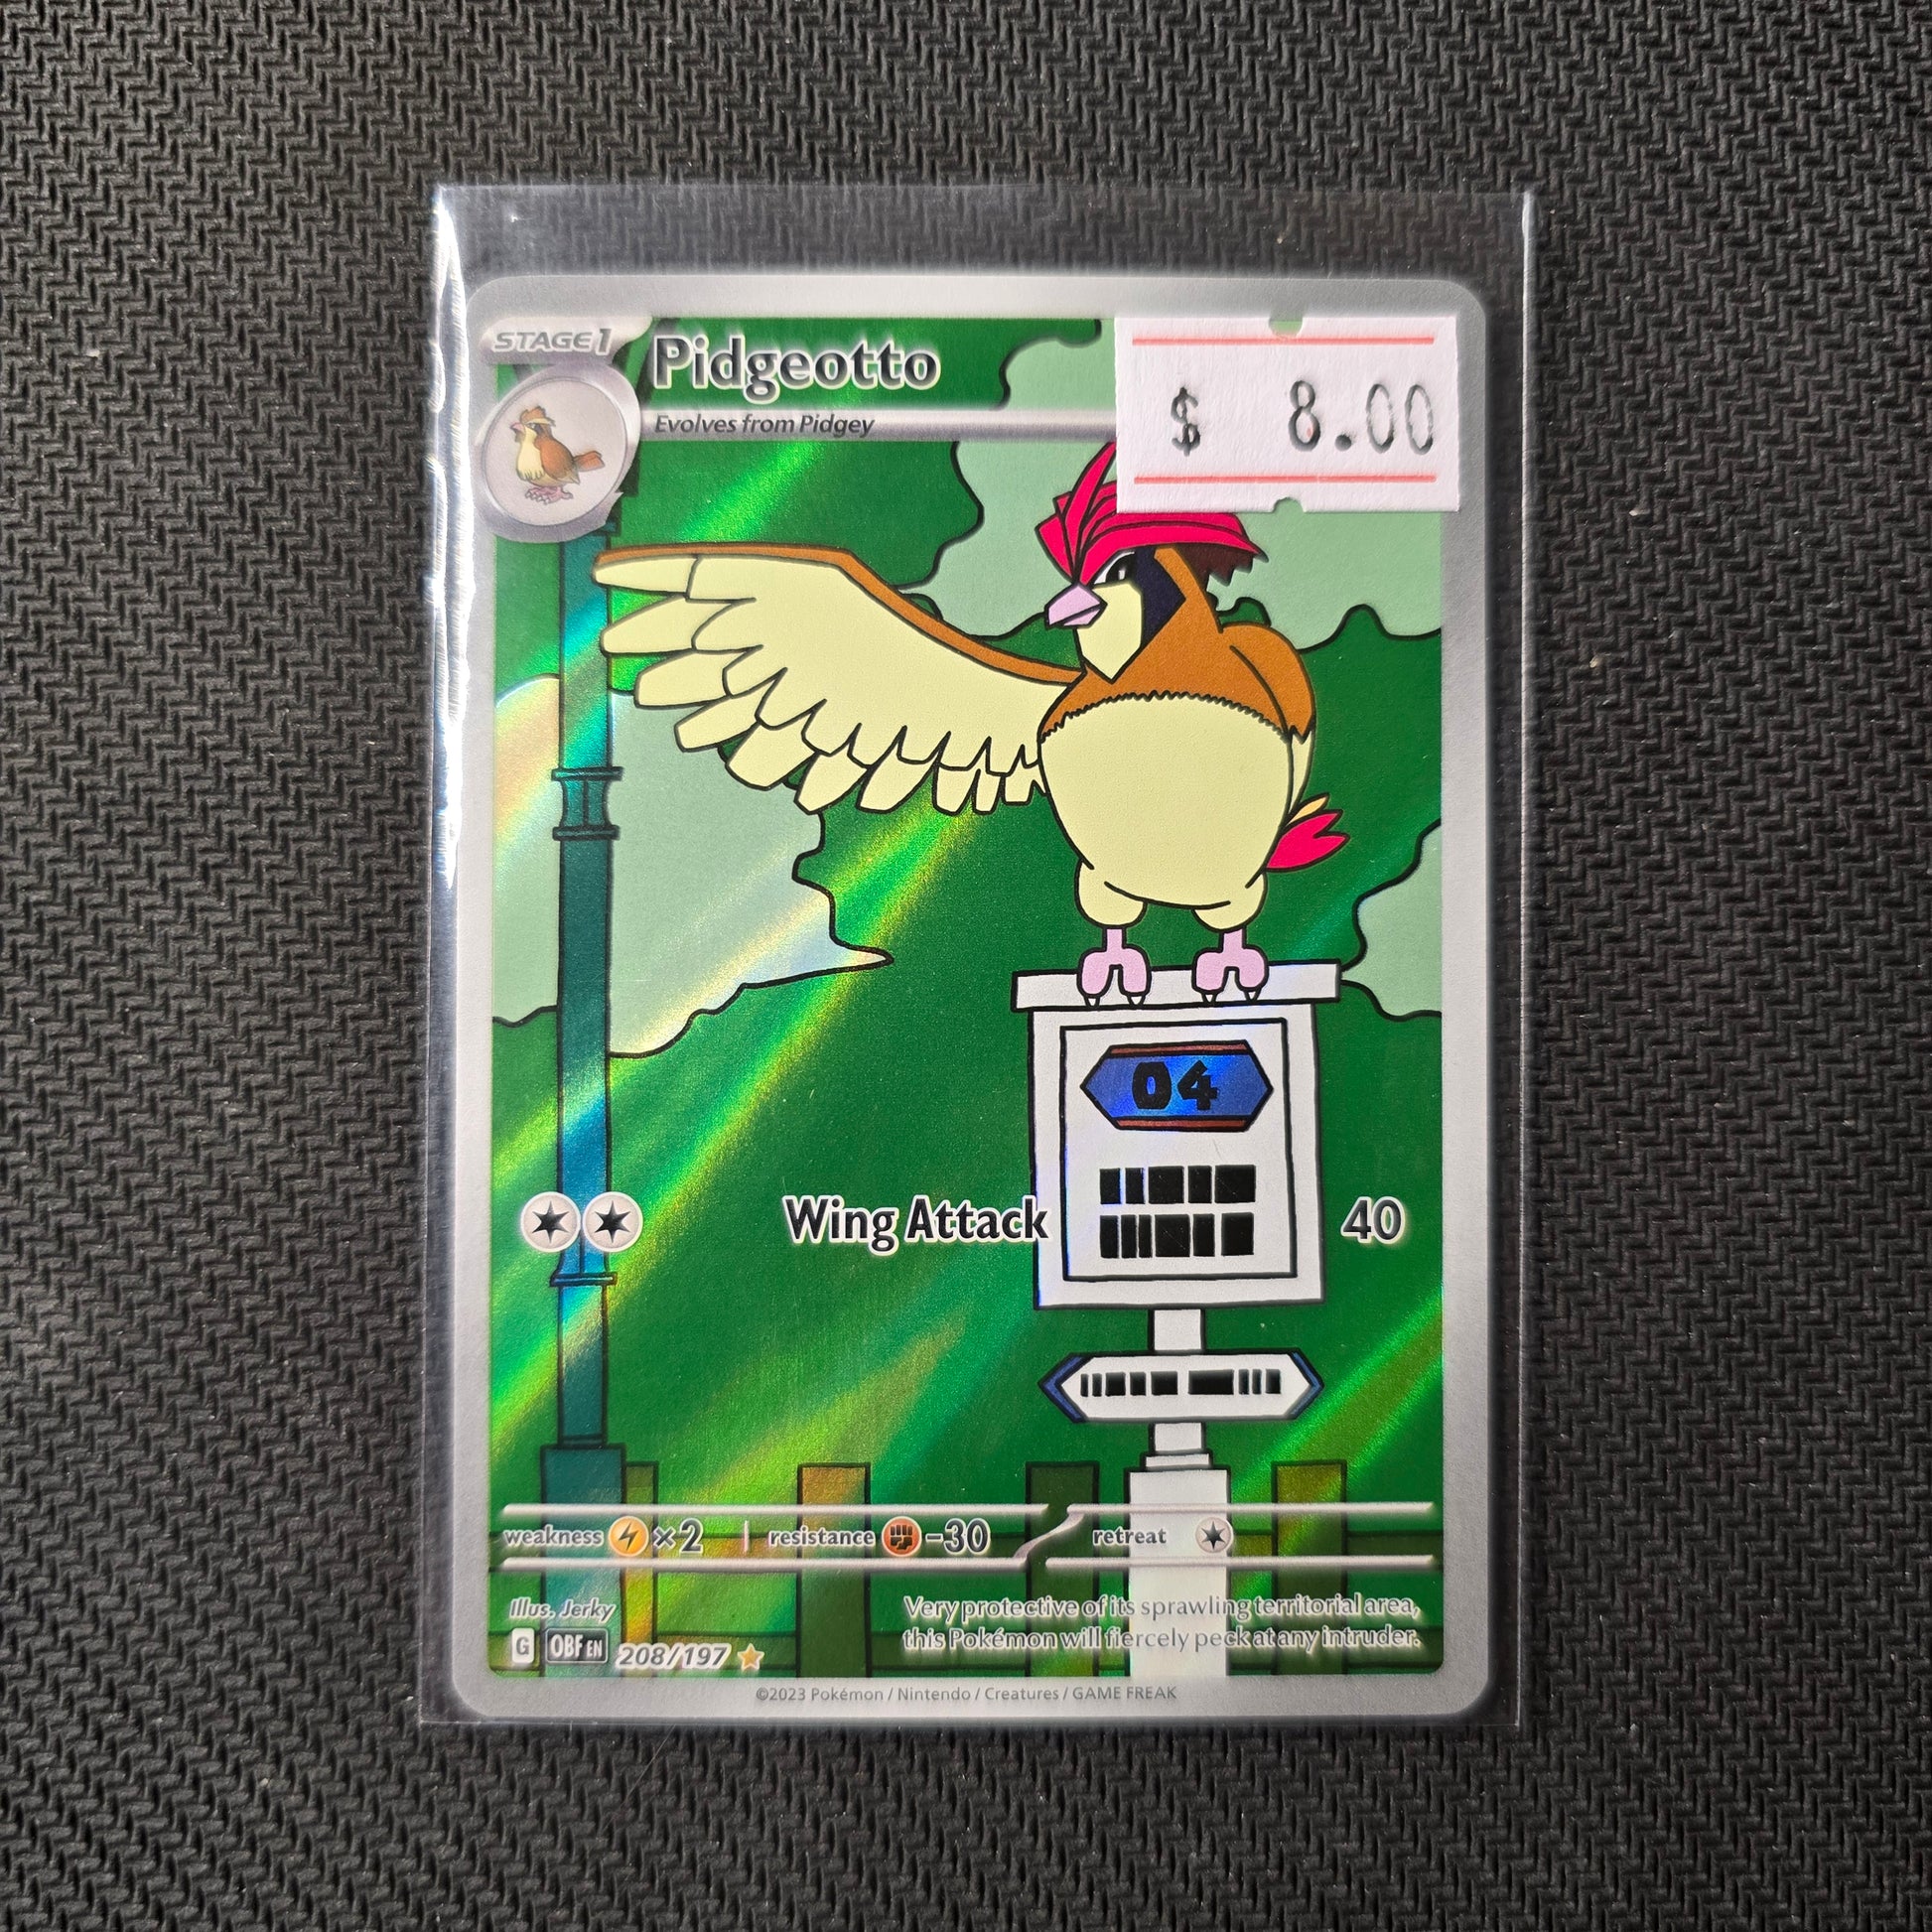 STAGE 1
Pidgeotto
Evolves from Pidgey
$ 8.00
04
Wing Attack 40
weakness ×2 resistance -30 retreat
Illus. Jerky
Very protective of its sprawling territorial area,
this Pokémon will fiercely peck at any intruder.
G OBF EN 208/197
©2023 Pokémon / Nintendo / Creatures / GAME FREAK